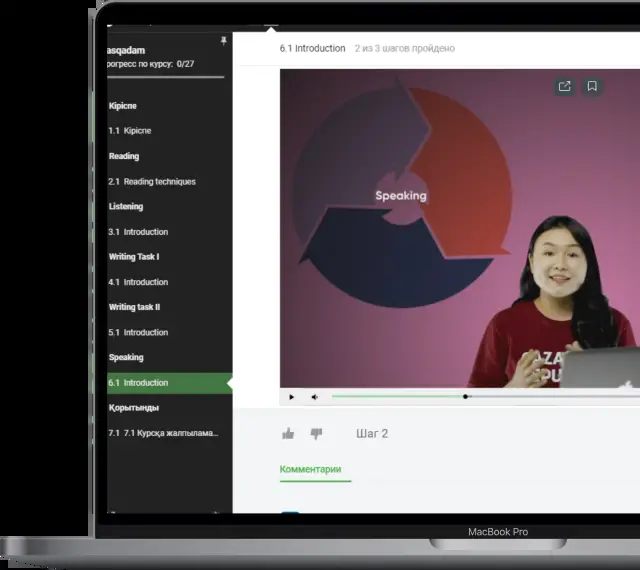 asqadam
рогресс по курсу: 0/27
Кіріспе
1.1 Кіріспе
Reading
2.1 Reading techniques
Listening
3.1 Introduction
Writing Task I
4.1 Introduction
Writing task II
5.1 Introduction
Speaking
6.1 Introduction
Қорытынды
7.1 7.1 Курсқа жалпылама...
6.1 Introduction 2 из 3 шагов пройдено
Speaking
QAZA
Шаг 2
Комментарии
MacBook Pro